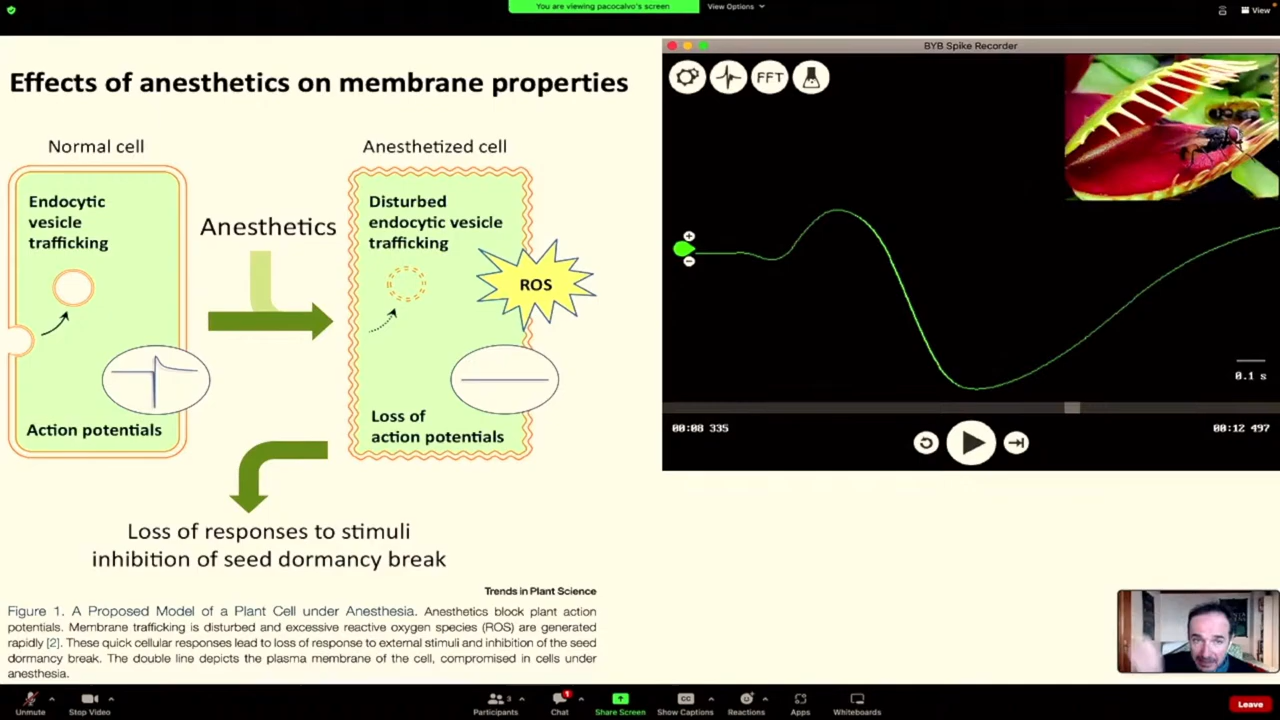 You are viewing pacocalvo's screen
View Options
View
Effects of anesthetics on membrane properties
Normal cell
Anesthetized cell
Endocytic
vesicle
trafficking
Anesthetics
Disturbed
endocytic vesicle
trafficking
ROS
Action potentials
Loss of
action potentials
Loss of responses to stimuli
inhibition of seed dormancy break
Trends in Plant Science
Figure 1. A Proposed Model of a Plant Cell under Anesthesia. Anesthetics block plant action
potentials. Membrane trafficking is disturbed and excessive reactive oxygen species (ROS) are generated
rapidly [2]. These quick cellular responses lead to loss of response to external stimuli and inhibition of the seed
dormancy break. The double line depicts the plasma membrane of the cell, compromised in cells under
anesthesia.
BYB Spike Recorder
FFT
0.1 s
00:08 335
00:12 497
Unmute
Stop Video
Participants
3
Chat
1
Share Screen
CC
Show Captions
Reactions
Apps
Whiteboards
Leave